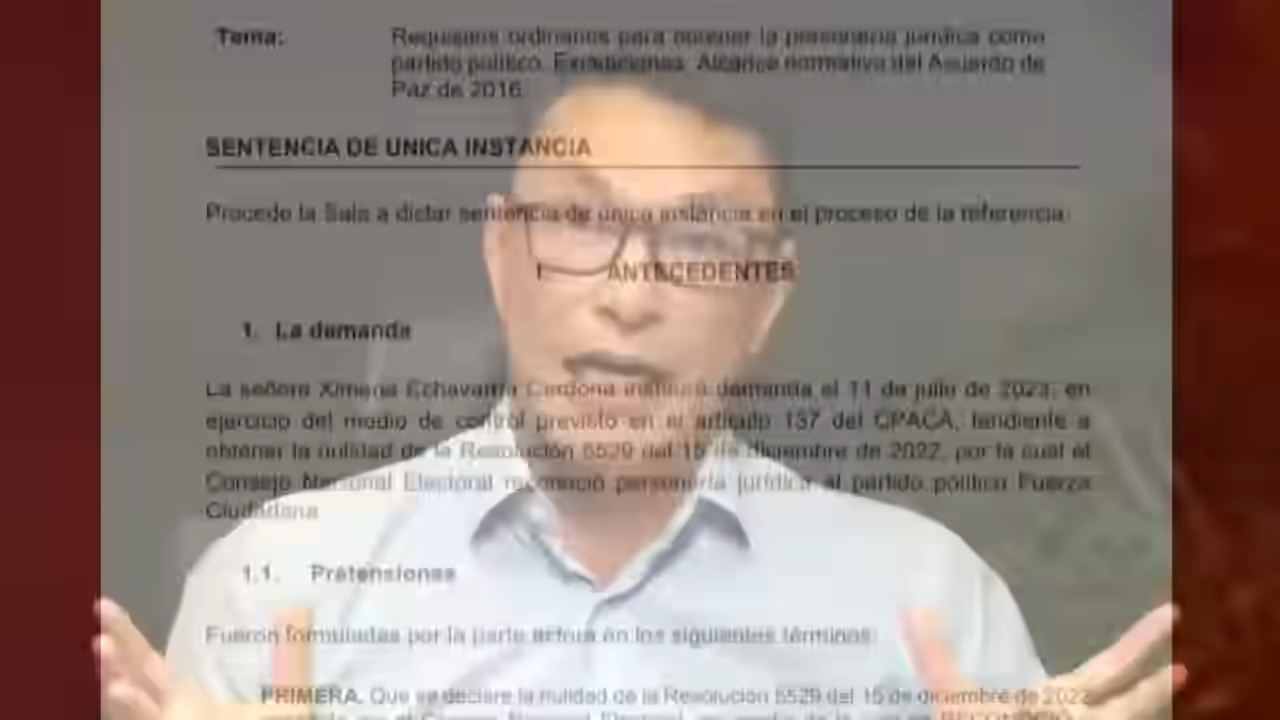 Tema: Requisitos ordinarios para obtener la personería jurídica como
partido político. Excepciones. Alcance normativo del Acuerdo de
Paz de 2016.
SENTENCIA DE UNICA INSTANCIA
Procede la Sala a dictar sentencia de única instancia en el proceso de la referencia.
I. ANTECEDENTES
1. La demanda
La señora Ximena Echavarría Cardona instauró demanda el 11 de julio de 2023, en
ejercicio del medio de control previsto en el artículo 137 del CPACA, tendiente a
obtener la nulidad de la Resolución 5529 del 15 de diciembre de 2022, por la cual el
Consejo Nacional Electoral reconoció personería jurídica al partido político Fuerza
Ciudadana
1.1. Pretensiones
Fueron formuladas por la parte actora en los siguientes términos:
PRIMERA. Que se declare la nulidad de la Resolución 5529 del 15 de diciembre de 2022